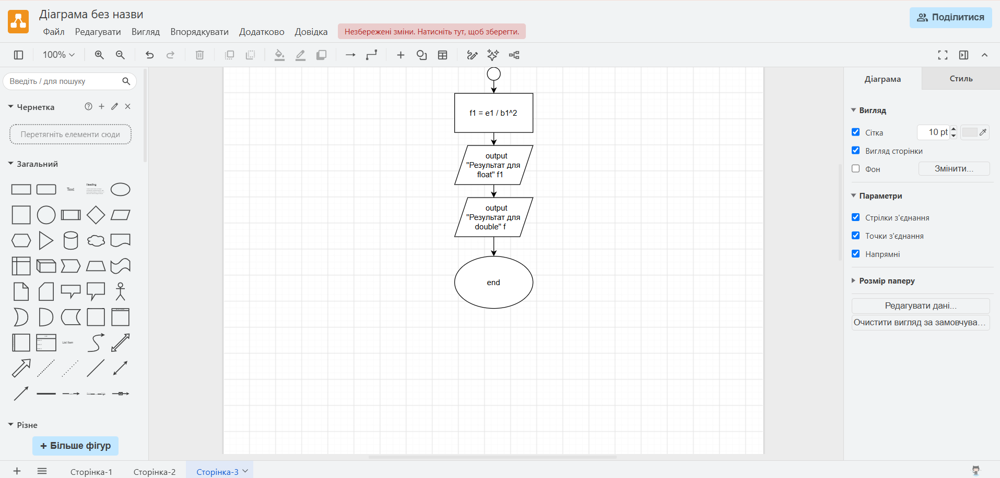 Діаграма без назви
Файл Редагувати Вигляд Впорядкувати Додатково Довідка
Незбережені зміни. Натисніть тут, щоб зберегти.
Поділитися
100%
Введіть / для пошуку
Чернетка
Перетягніть елементи сюди
Загальний
Text
Heading
List Item
Різне
+ Більше фігур
f1 = e1 / b1^2
output
"Результат для
float" f1
output
"Результат для
double" f
end
Діаграма
Стиль
Вигляд
Сітка
10 pt
Вигляд сторінки
Фон
Змінити...
Параметри
Стрілки з'єднання
Точки з'єднання
Напрямні
Розмір паперу
Редагувати дані...
Очистити вигляд за замовчува...
Сторінка-1
Сторінка-2
Сторінка-3